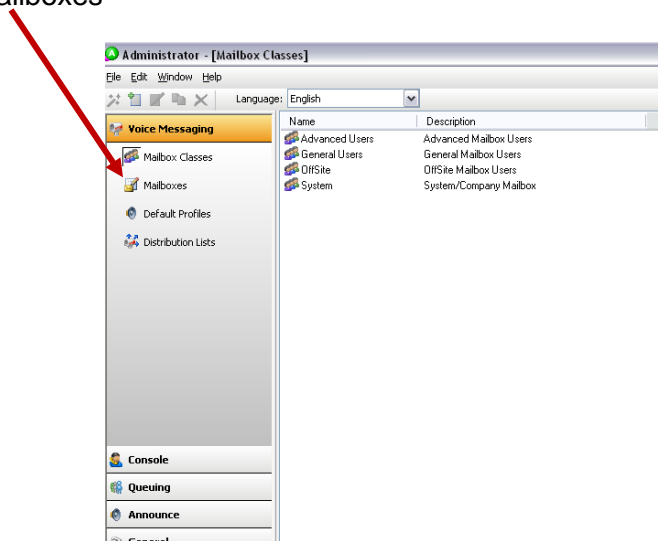 Administrator - [Mailbox Classes]
File Edit Window Help
Language: English
Voice Messaging
Mailbox Classes
Mailboxes
Default Profiles
Distribution Lists
Console
Queuing
Announce
General
Name Description
Advanced Users Advanced Mailbox Users
General Users General Mailbox Users
OffSite OffSite Mailbox Users
System System/Company Mailbox